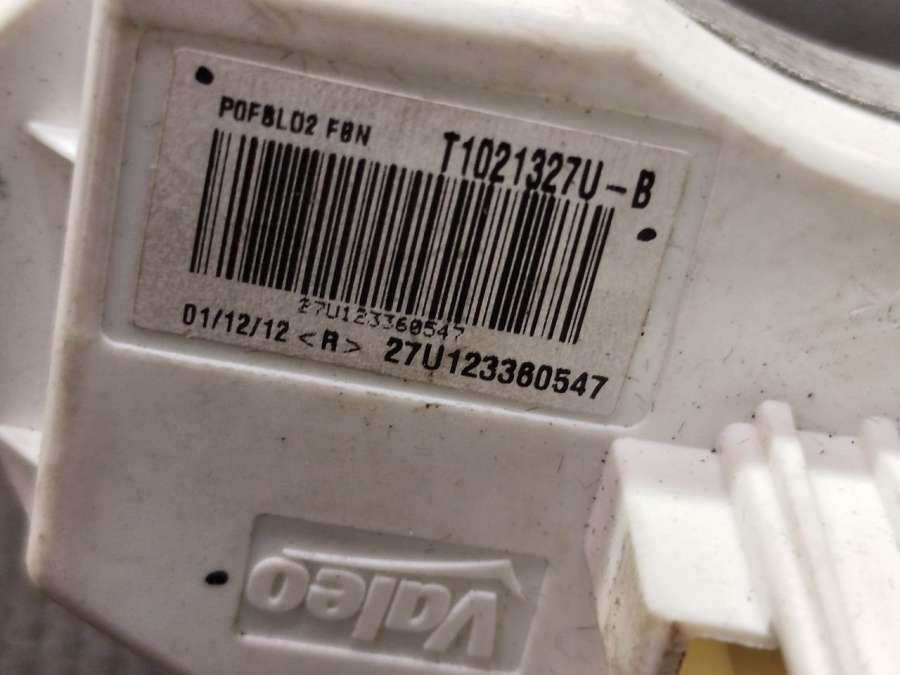 P0FBL02 FBN
T1021327U-B
27U123360547
01/12/12 <A> 27U123360547
Valeo